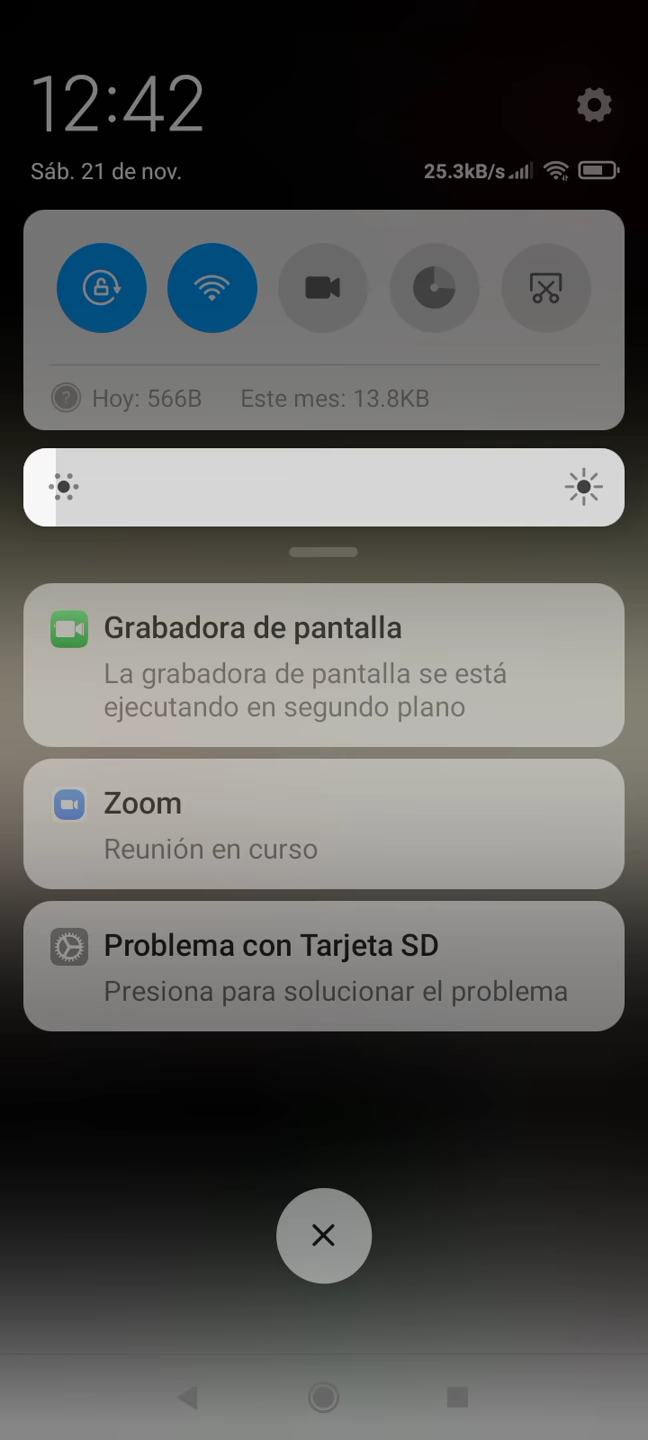 12:42
Sáb. 21 de nov.
25.3kB/s
Hoy: 566B Este mes: 13.8KB
Grabadora de pantalla
La grabadora de pantalla se está
ejecutando en segundo plano
Zoom
Reunión en curso
Problema con Tarjeta SD
Presiona para solucionar el problema